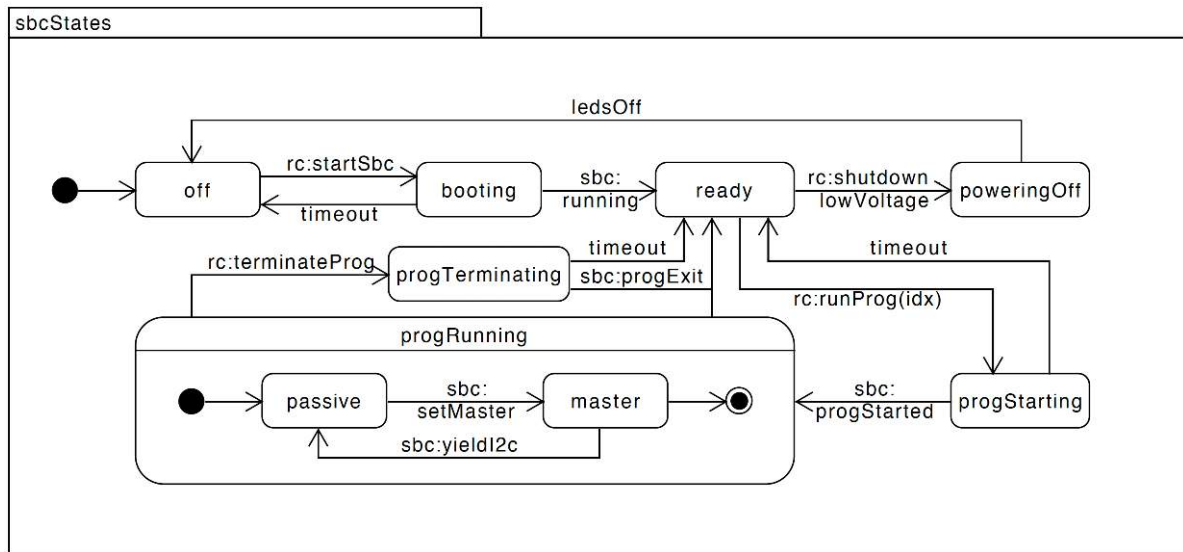 sbcStates
ledsOff
off
rc:startSbc
timeout
booting
sbc:
running
ready
rc:shutdown
lowVoltage
poweringOff
rc:terminateProg
progTerminating
timeout
sbc:progExit
timeout
rc:runProg(idx)
progRunning
passive
sbc:
setMaster
master
sbc:yieldI2c
sbc:
progStarted
progStarting